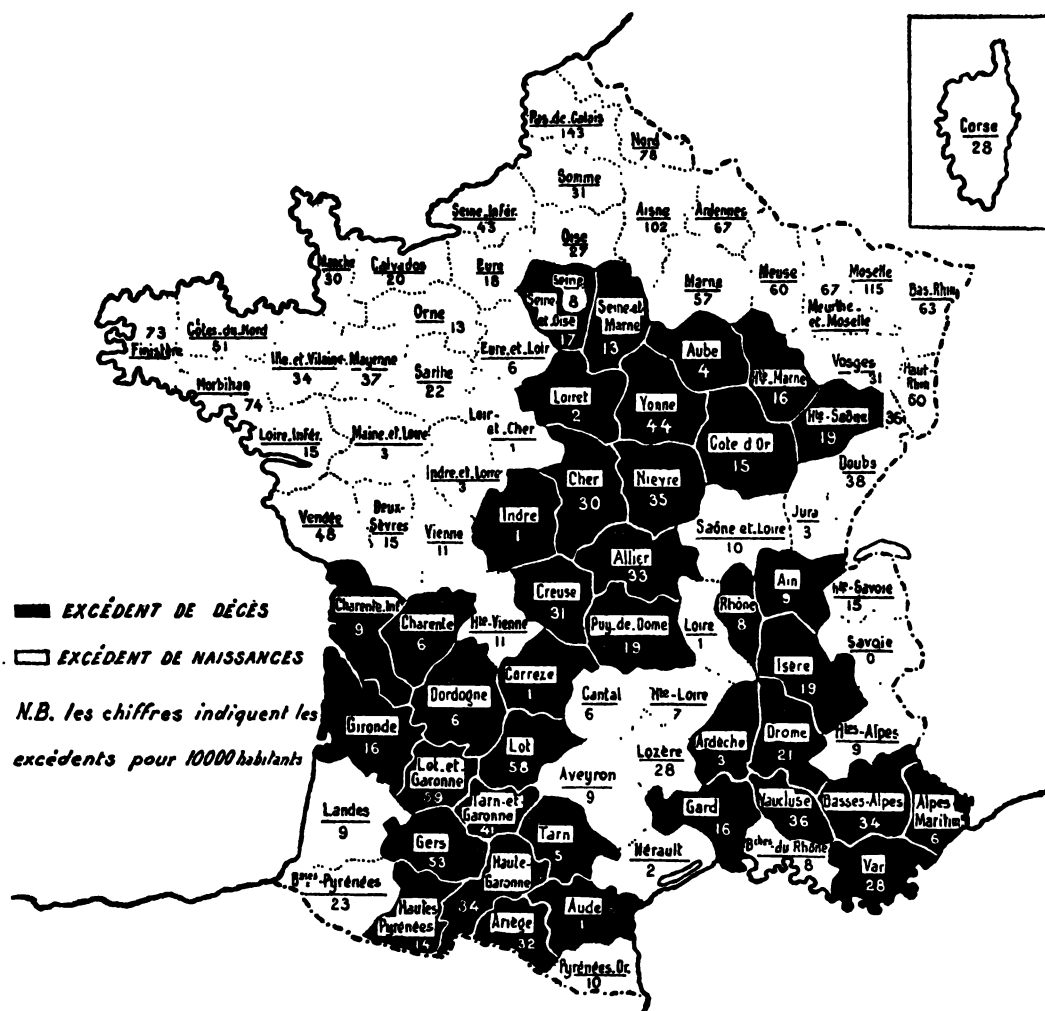 Pas.de.Calais
143
Nord
78
Corse
28
Somme
31
Seine.Infér.
43
Aisne
102
Ardennes
67
Oise
27
Manche
30
Calvados
20
Eure
18
Marne
57
Meuse
60
67
Meurthe
et.Moselle
Moselle
115
Bas.Rhin
63
Seine
8
Seine
et.Oise
17
Seine.et
Marne
13
Orne
13
73
Finistère
Côtes.du.Nord
51
Ille.et.Vilaine
34
Mayenne
37
Sarthe
22
Eure.et.Loir
6
Aube
4
Hte.Marne
16
Vosges
31
Haut
Rhin
60
Morbihan
74
Loiret
2
Yonne
44
Hte-Saône
19
Loire.Infér.
15
Maine.et.Loire
3
Loir
et.Cher
1
Côte d'Or
15
Doubs
38
Indre.et.Loire
3
Cher
30
Nièvre
35
Vendée
48
Deux-
Sèvres
15
Vienne
11
Indre
1
Saône et.Loire
10
Jura
3
Allier
33
Ain
9
Hte-Savoie
15
EXCÉDENT DE DÉCÈS
Charente.Inf
9
Charente
6
Hte-Vienne
11
Creuse
31
Puy.de.Dome
19
Loire
1
Rhône
8
Savoie
0
EXCÉDENT DE NAISSANCES
Isère
19
Corrèze
1
Cantal
6
Hte-Loire
7
Dordogne
6
N.B. les chiffres indiquent les
excédents pour 10000 habitants
Gironde
16
Lot
58
Lozère
28
Ardèche
3
Drome
21
Htes-Alpes
9
Lot.et.
Garonne
59
Aveyron
9
Landes
9
Tarn-et
Garonne
41
Gard
16
Vaucluse
36
Basses-Alpes
34
Alpes
Maritim
6
Gers
53
Tarn
5
Hérault
2
Bches.du Rhône
8
Var
28
Bases-Pyrénées
23
Haute-
Garonne
34
Hautes
Pyrénées
14
Ariège
32
Aude
1
Pyrénées.Or.
10